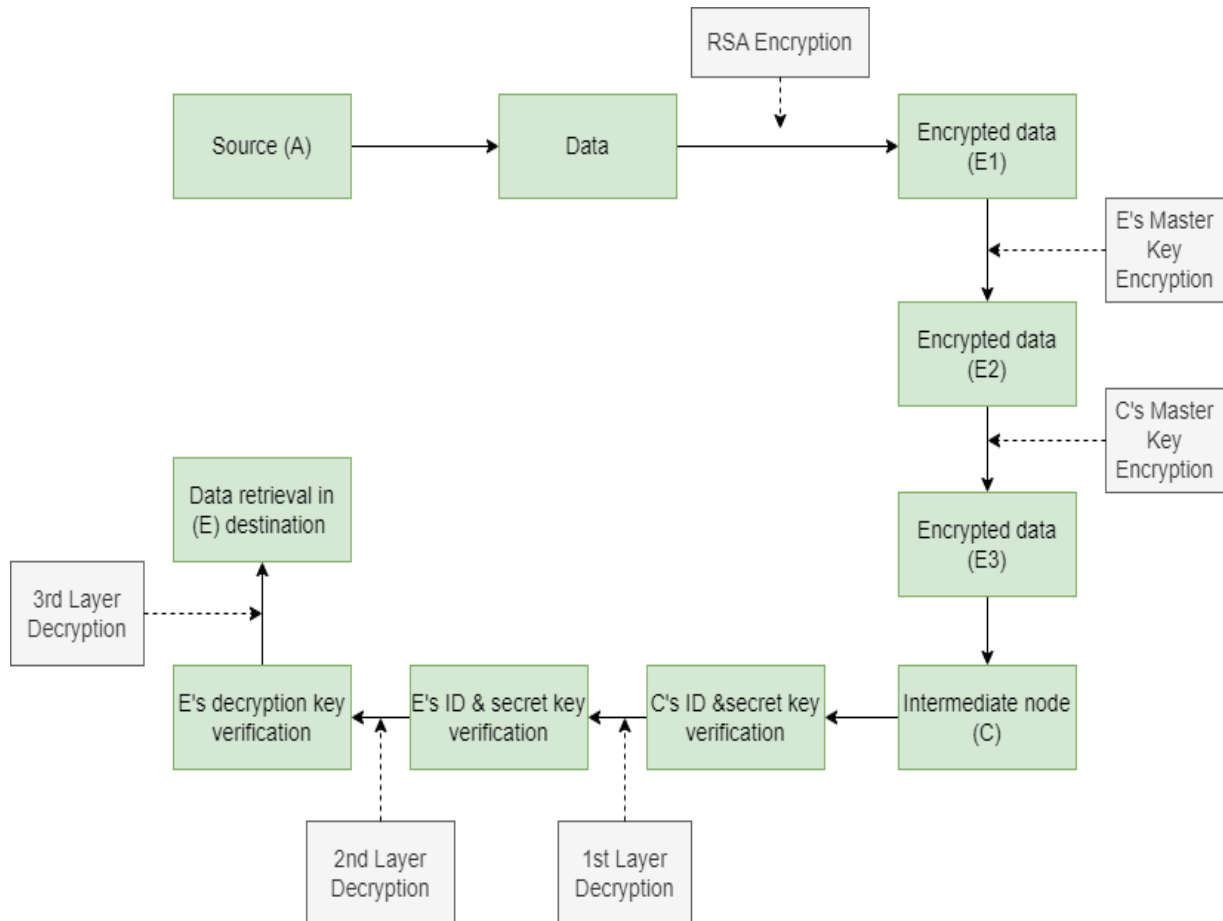 RSA Encryption
Source (A)
Data
Encrypted data
(E1)
E's Master
Key
Encryption
Encrypted data
(E2)
C's Master
Key
Encryption
Data retrieval in
(E) destination
Encrypted data
(E3)
3rd Layer
Decryption
E's decryption key
verification
E's ID & secret key
verification
C's ID &secret key
verification
Intermediate node
(C)
2nd Layer
Decryption
1st Layer
Decryption